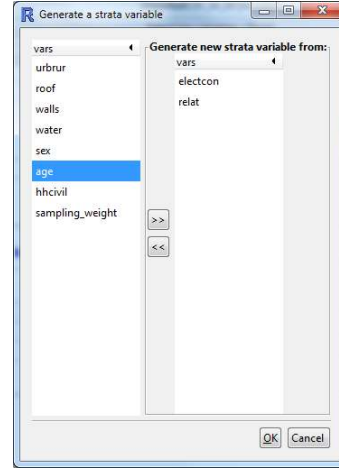 Generate a strata variable
vars
urbrur
roof
walls
water
sex
age
hhcivil
sampling_weight
>>
<<
Generate new strata variable from:
vars
electcon
relat
OK
Cancel